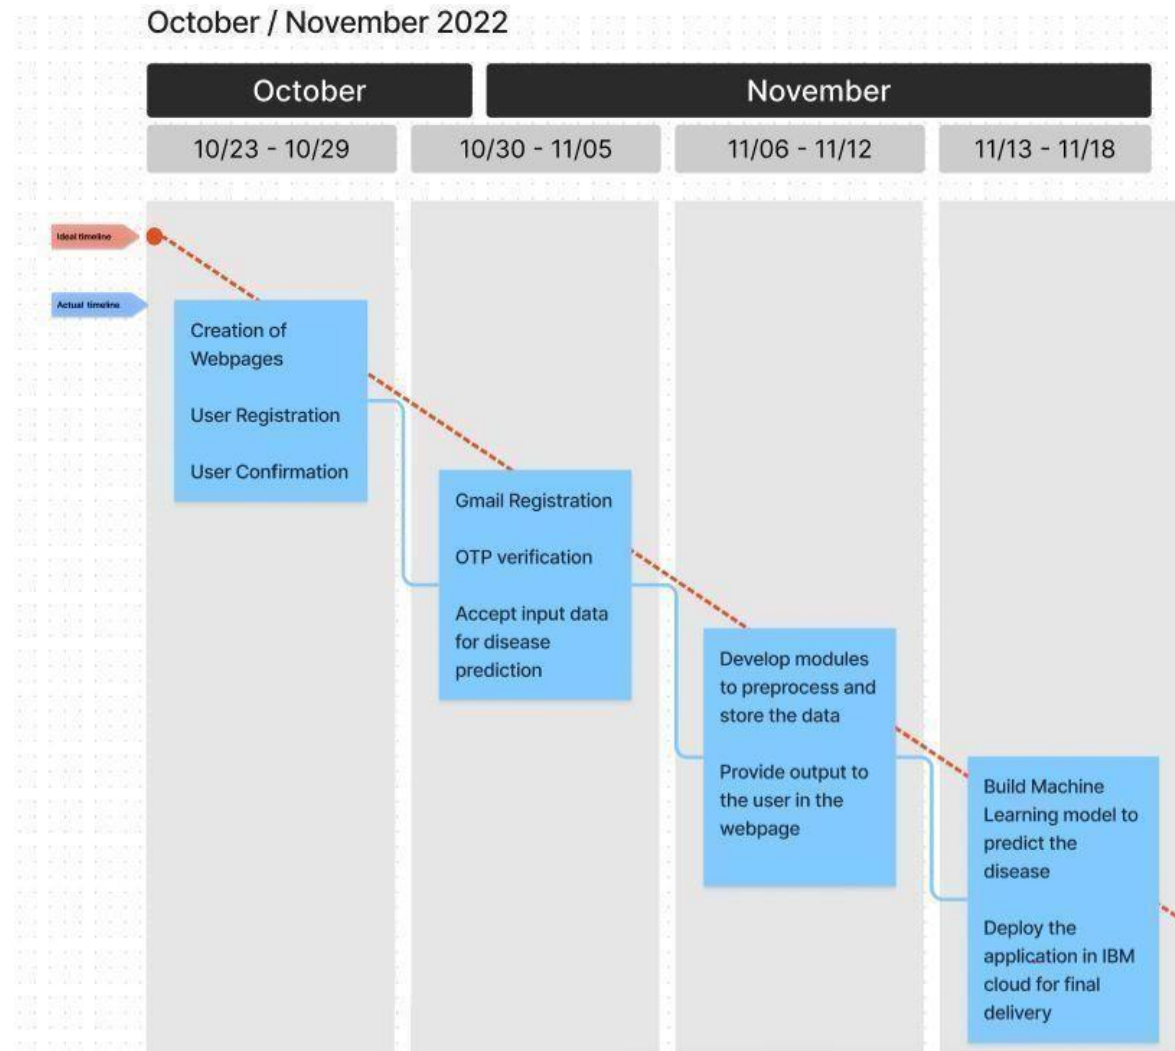 October / November 2022
October
November
10/23 - 10/29
10/30 - 11/05
11/06 - 11/12
11/13 - 11/18
Ideal timeline
Actual timeline
Creation of
Webpages
User Registration
User Confirmation
Gmail Registration
OTP verification
Accept input data
for disease
prediction
Develop modules
to preprocess and
store the data
Provide output to
the user in the
webpage
Build Machine
Learning model to
predict the
disease
Deploy the
application in IBM
cloud for final
delivery